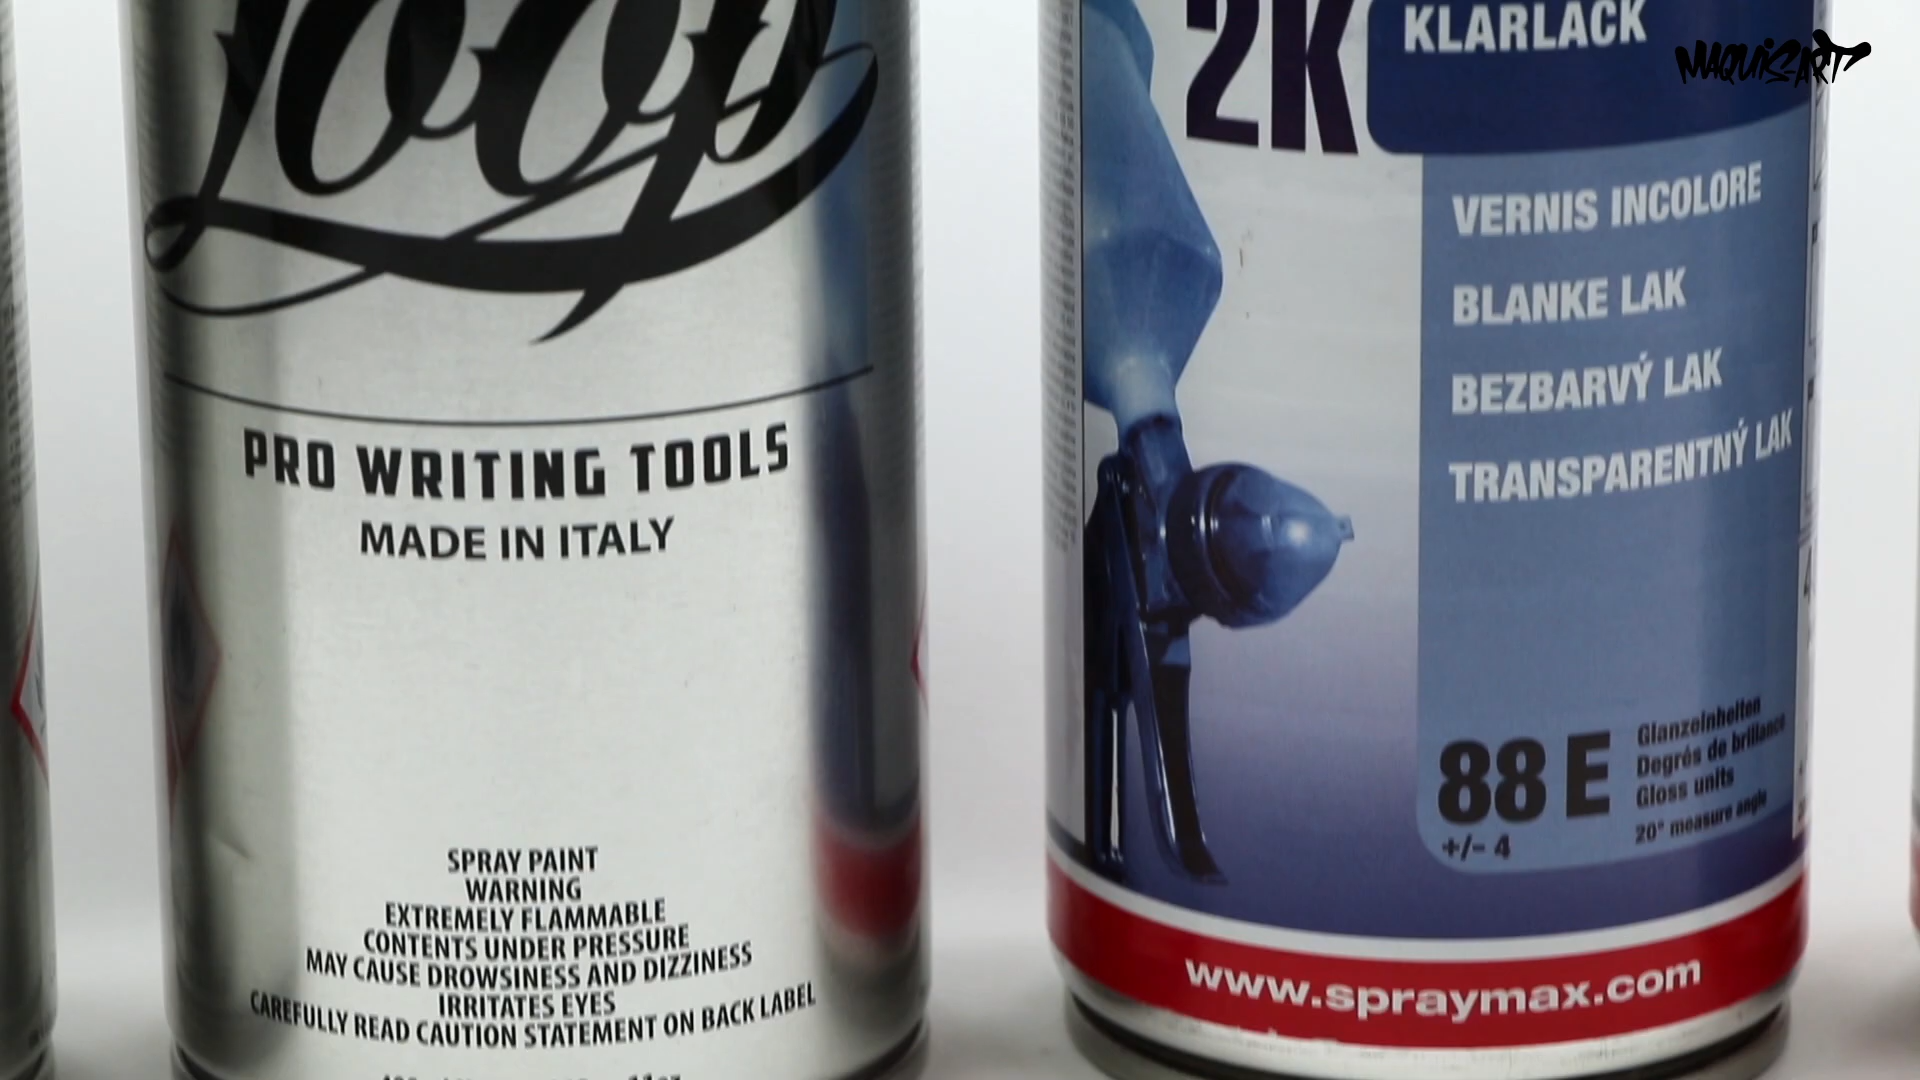 Loop
PRO WRITING TOOLS
MADE IN ITALY
SPRAY PAINT
WARNING
EXTREMELY FLAMMABLE
CONTENTS UNDER PRESSURE
MAY CAUSE DROWSINESS AND DIZZINESS
IRRITATES EYES
CAREFULLY READ CAUTION STATEMENT ON BACK LABEL
2K
KLARLACK
VERNIS INCOLORE
BLANKE LAK
BEZBARVÝ LAK
TRANSPARENTNÝ LAK
88 E
+/- 4
Glanzeinheiten
Degrés de brillance
Gloss units
20° measure angle
www.spraymax.com
MAQUIS-ART